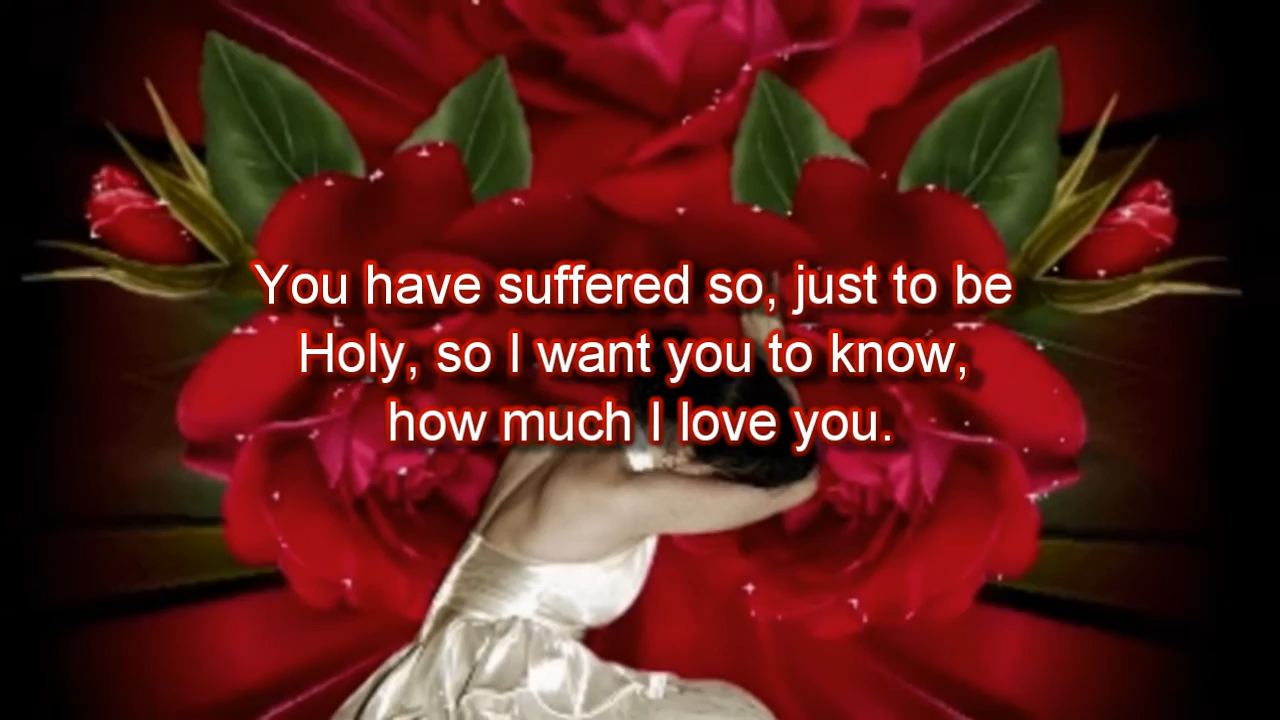 You have suffered so, just to be
Holy, so I want you to know,
how much I love you.